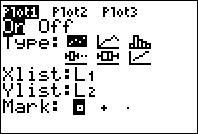 Plot1 Plot2 Plot3
On Off
Type:
Xlist:L₁
Ylist:L₂
Mark: + .